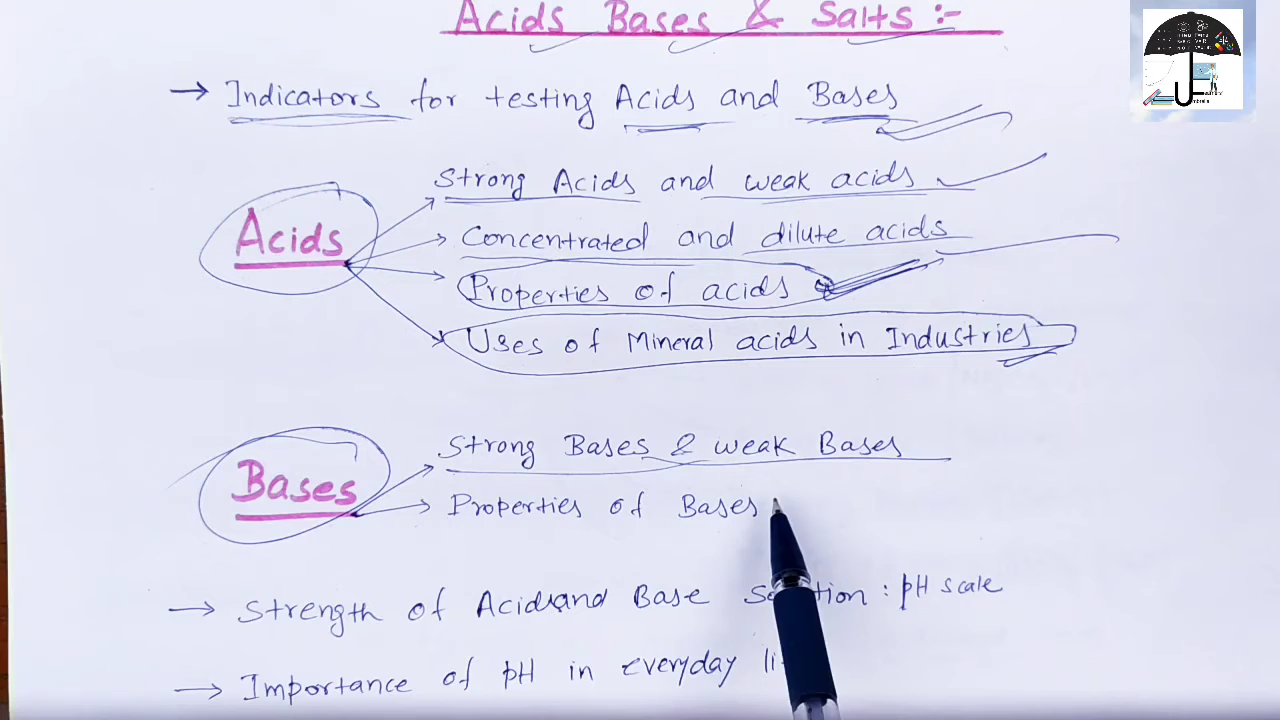 Acids Bases & Salts :-
→ Indicators for testing Acids and Bases
Strong Acids and weak acids
Acids
Concentrated and dilute acids
Properties of acids
Uses of Mineral acids in Industries
Strong Bases & weak Bases
Bases
Properties of Bases
→ Strength of Acids and Base : pH scale
→ Importance of pH in everyday